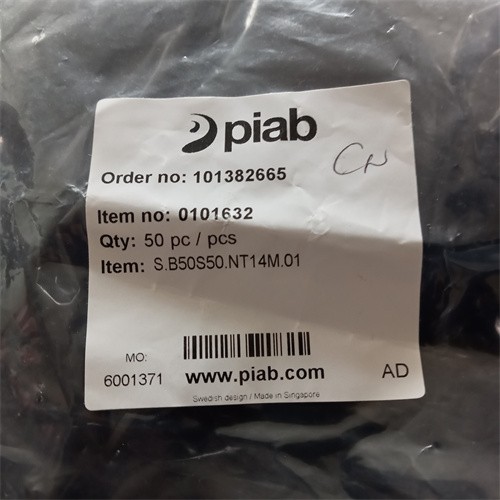 piab
Order no: 101382665
CN
Item no: 0101632
Qty: 50 pc / pcs
Item: S.B50S50.NT14M.01
MO:
6001371
www.piab.com
AD
Swedish design / Made in Singapore